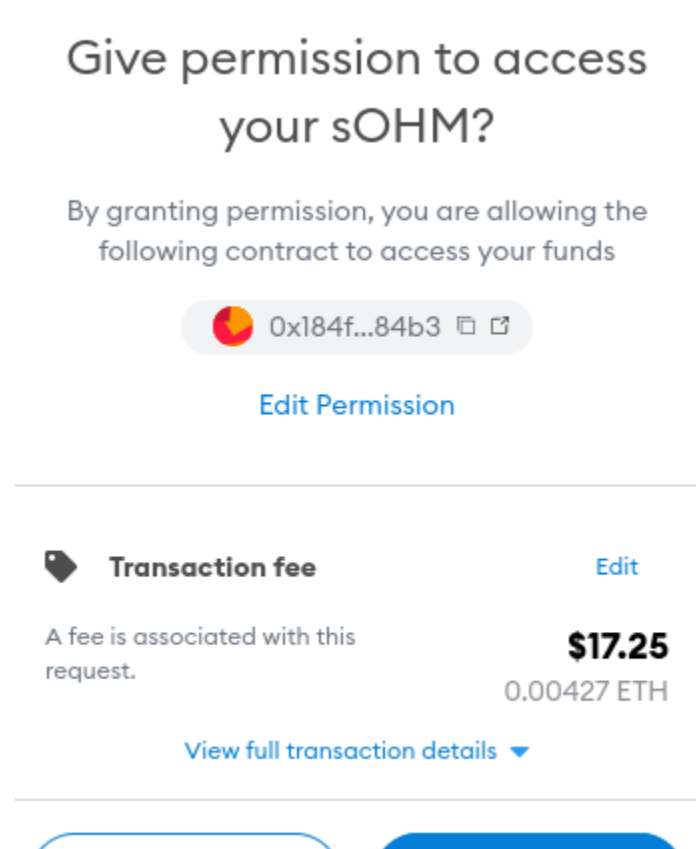 Give permission to access
your sOHM?
By granting permission, you are allowing the
following contract to access your funds
0x184f...84b3
Edit Permission
Transaction fee
Edit
A fee is associated with this
request.
$17.25
0.00427 ETH
View full transaction details